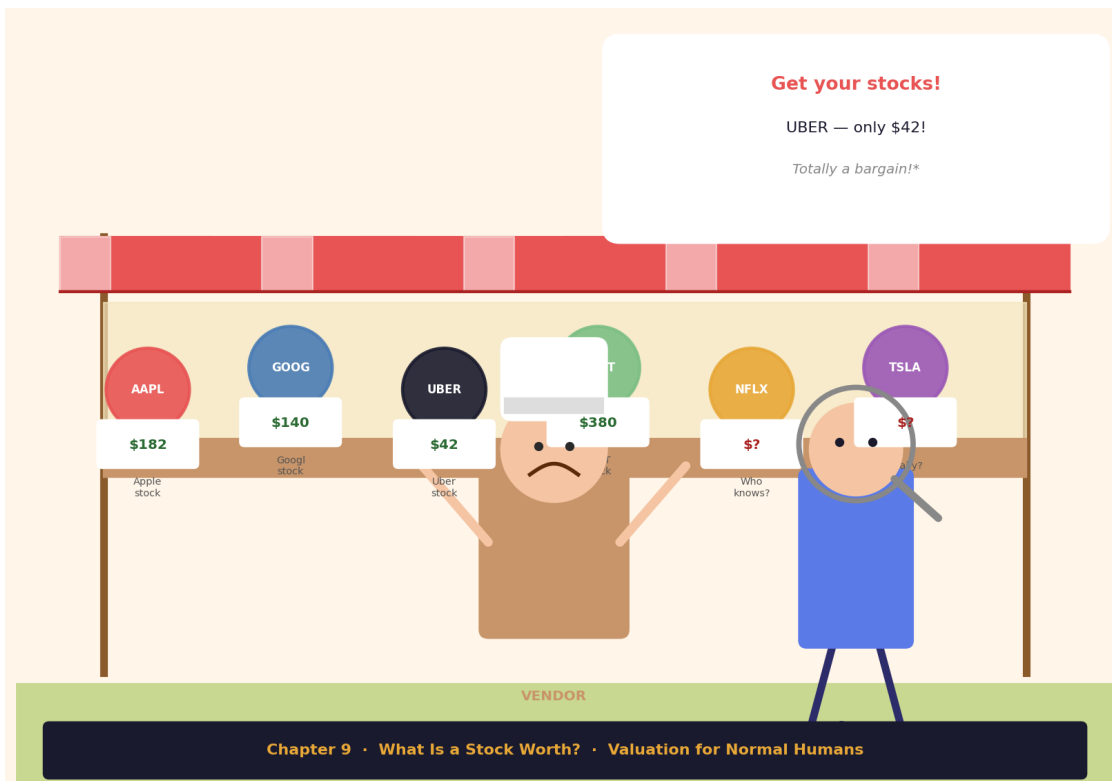 Get your stocks!
UBER — only $42!
Totally a bargain!*
AAPL
GOOG
UBER
NFLX
TSLA
$182
$140
$42
$380
$?
$?
Apple
stock
Googl
stock
Uber
stock
Who
knows?
VENDOR
Chapter 9 · What Is a Stock Worth? · Valuation for Normal Humans